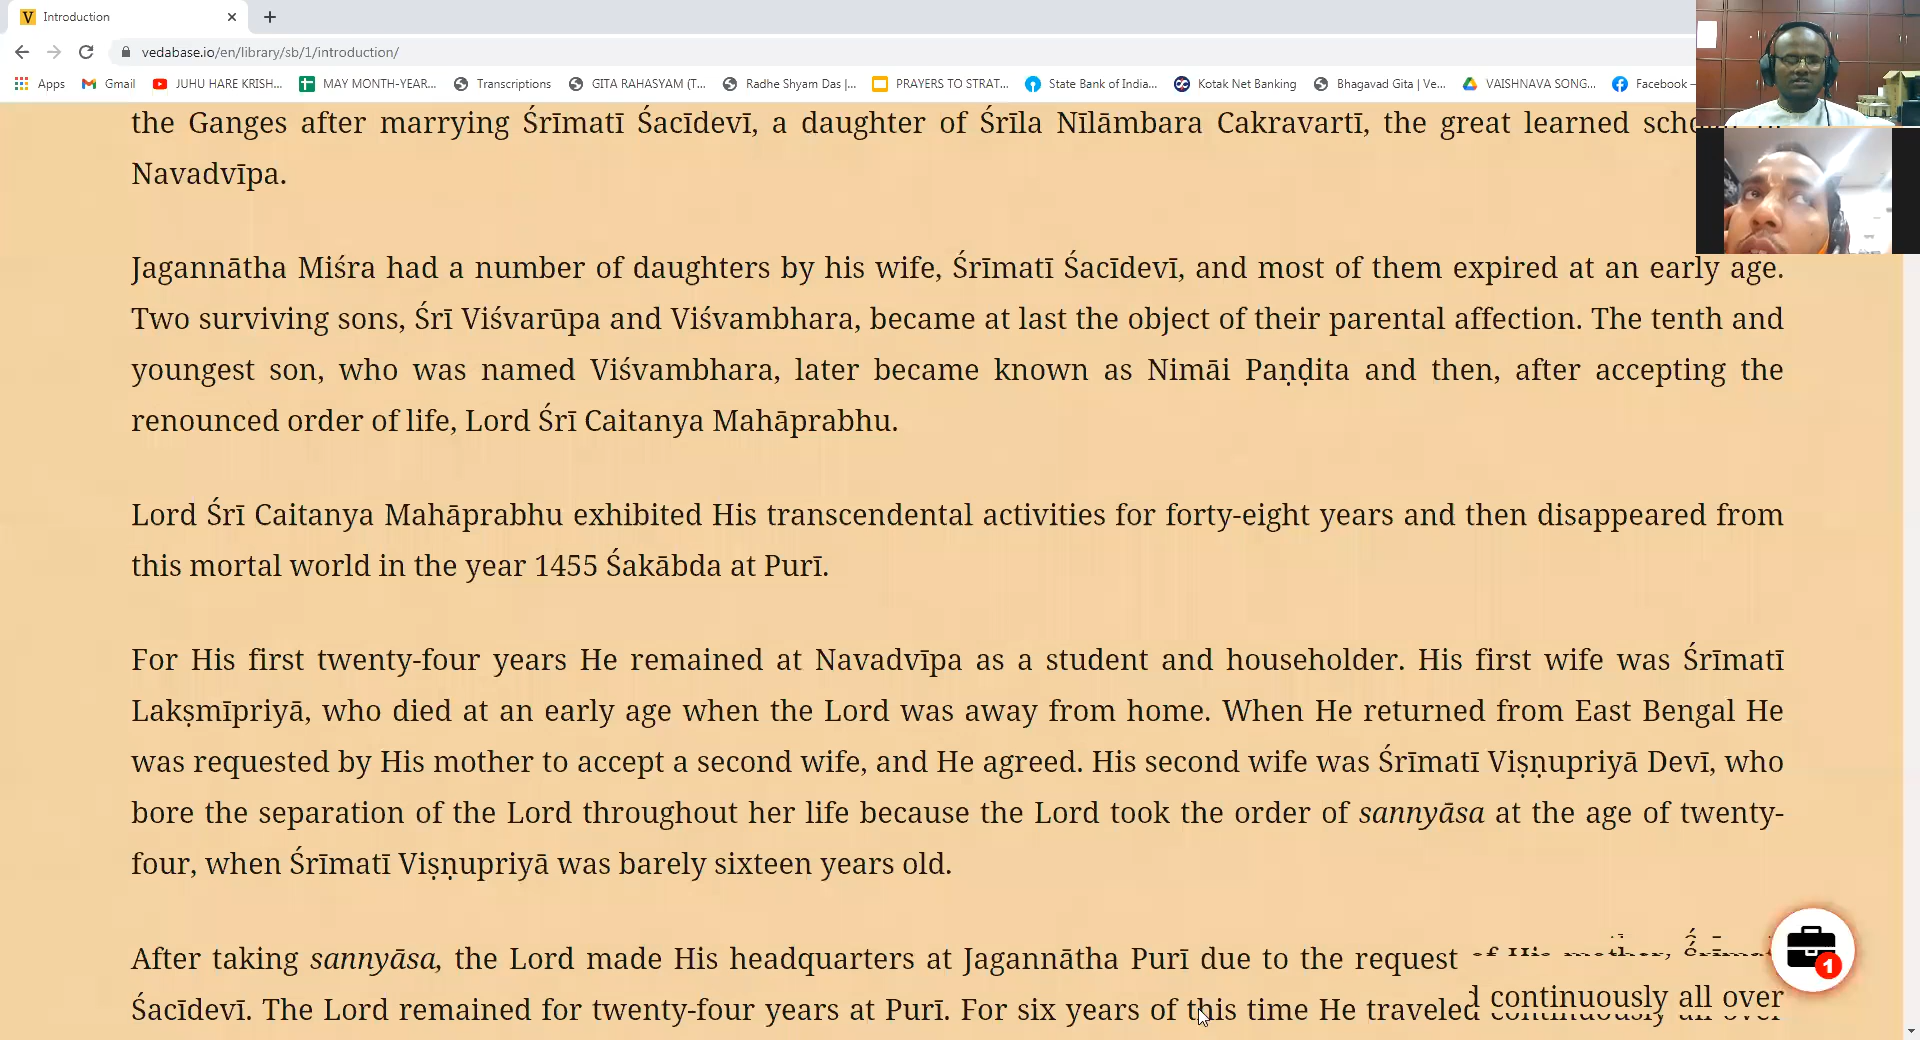 Introduction
vedabase.io/en/library/sb/1/introduction/
Apps Gmail JUHU HARE KRISH... MAY MONTH-YEAR... Transcriptions GITA RAHASYAM (T... Radhe Shyam Das |... PRAYERS TO STRAT... State Bank of India... Kotak Net Banking Bhagavad Gita | Ve... VAISHNAVA SONG... Facebook –
the Ganges after marrying Śrīmatī Śacīdevī, a daughter of Śrīla Nīlāmbara Cakravartī, the great learned
Navadvīpa.
Jagannātha Miśra had a number of daughters by his wife, Śrīmatī Śacīdevī, and most of them expired at an early age.
Two surviving sons, Śrī Viśvarūpa and Viśvambhara, became at last the object of their parental affection. The tenth and
youngest son, who was named Viśvambhara, later became known as Nimāi Paṇḍita and then, after accepting the
renounced order of life, Lord Śrī Caitanya Mahāprabhu.
Lord Śrī Caitanya Mahāprabhu exhibited His transcendental activities for forty-eight years and then disappeared from
this mortal world in the year 1455 Śakābda at Purī.
For His first twenty-four years He remained at Navadvīpa as a student and householder. His first wife was Śrīmatī
Lakṣmīpriyā, who died at an early age when the Lord was away from home. When He returned from East Bengal He
was requested by His mother to accept a second wife, and He agreed. His second wife was Śrīmatī Viṣṇupriyā Devī, who
bore the separation of the Lord throughout her life because the Lord took the order of sannyāsa at the age of twenty-
four, when Śrīmatī Viṣṇupriyā was barely sixteen years old.
After taking sannyāsa, the Lord made His headquarters at Jagannātha Purī due to the request of His mother,
Śacīdevī. The Lord remained for twenty-four years at Purī. For six years of this time He traveled continuously all over
1